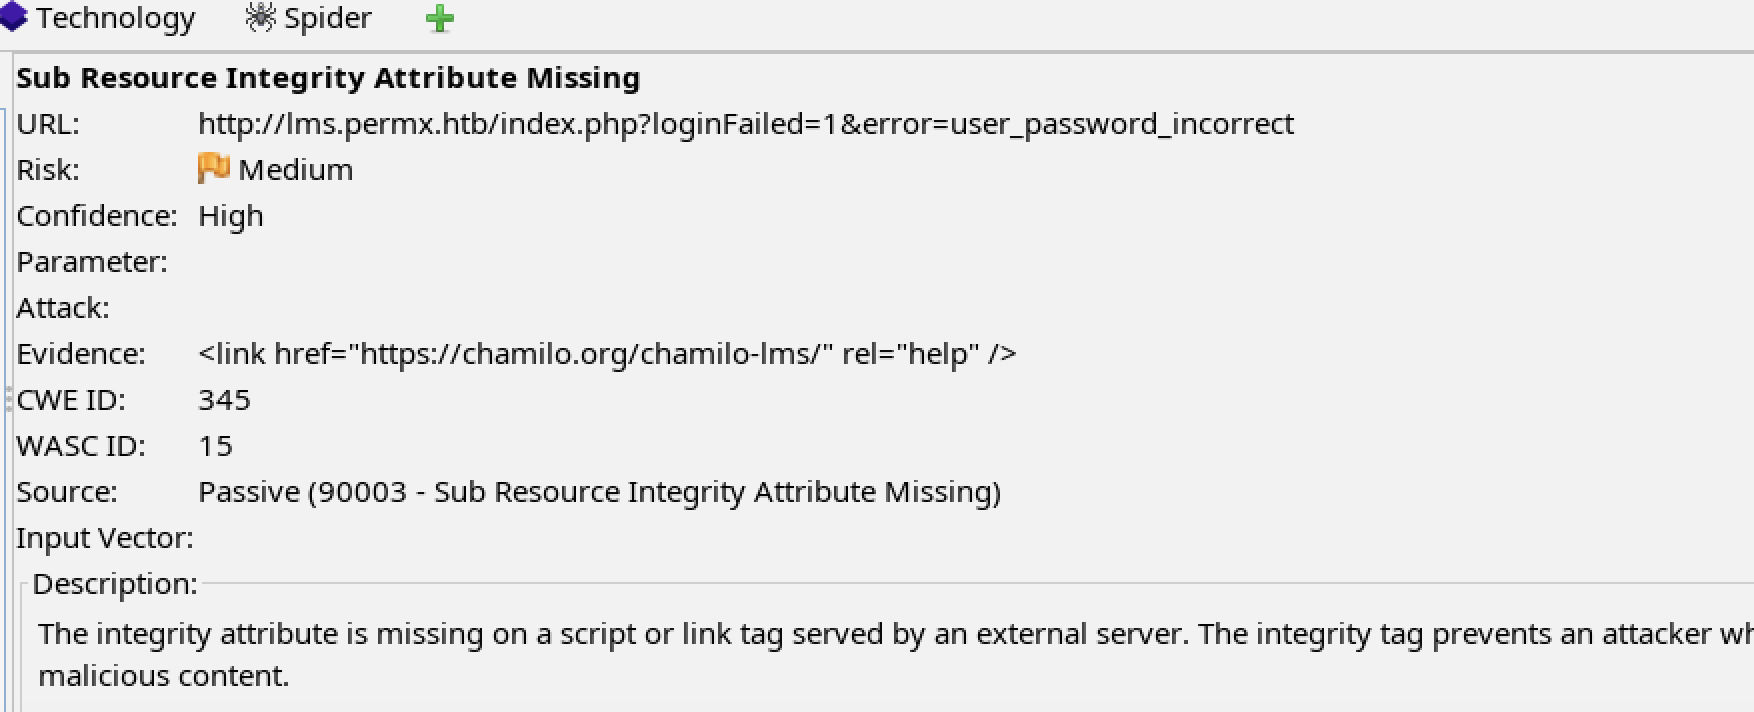 Technology Spider
Sub Resource Integrity Attribute Missing
URL: http://lms.permx.htb/index.php?loginFailed=1&error=user_password_incorrect
Risk: Medium
Confidence: High
Parameter:
Attack:
Evidence: <link href="https://chamilo.org/chamilo-lms/" rel="help" />
CWE ID: 345
WASC ID: 15
Source: Passive (90003 - Sub Resource Integrity Attribute Missing)
Input Vector:
Description:
The integrity attribute is missing on a script or link tag served by an external server. The integrity tag prevents an attacker
malicious content.